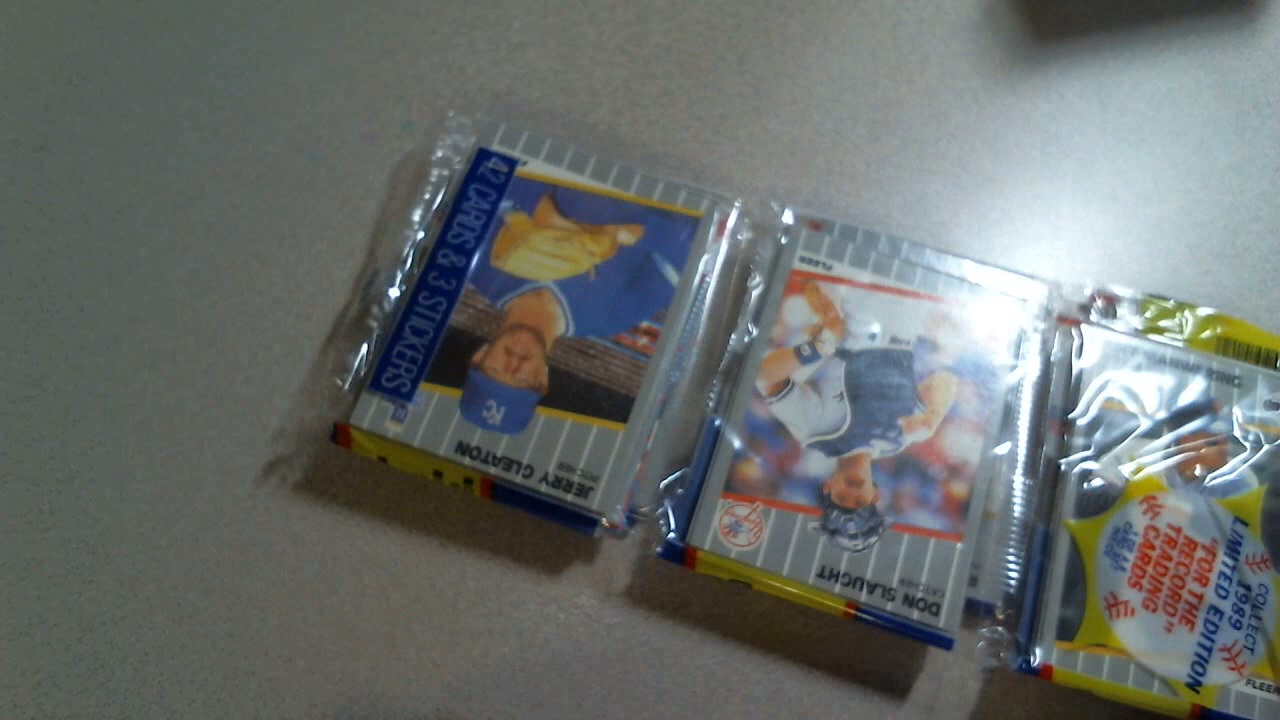 42 CARDS & 3 STICKERS
KC
JERRY GLEATON
PITCHER
FLEER
DON SLAUGHT
CATCHER
COLLECT
1989
LIMITED EDITION
"FOR THE
RECORD"
TRADING
CARDS